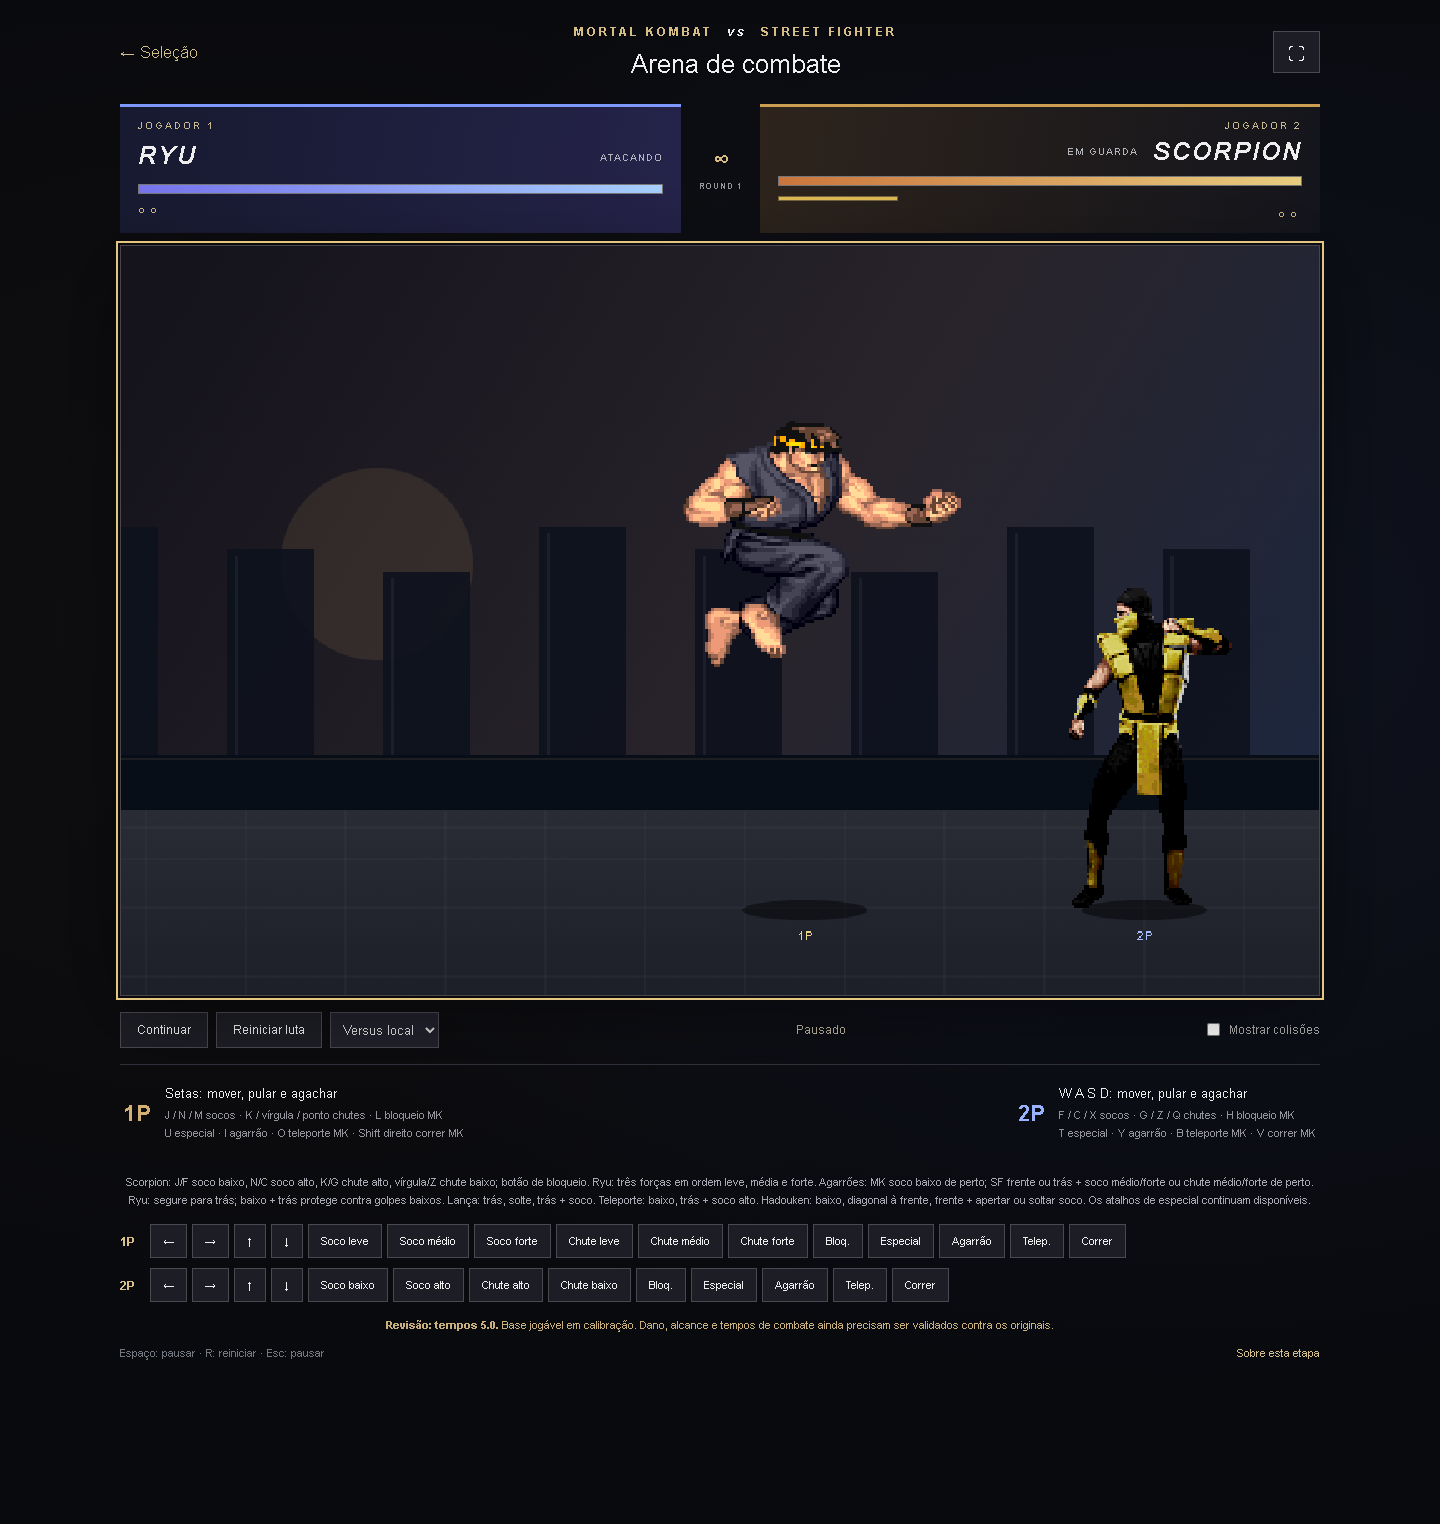 MORTAL KOMBAT VS STREET FIGHTER
← Seleção
Arena de combate
JOGADOR 1
RYU
ATACANDO
∞
ROUND 1
JOGADOR 2
EM GUARDA SCORPION
1P
2P
Continuar
Reiniciar luta
Versus local
Pausado
Mostrar colisões
1P
Setas: mover, pular e agachar
J / N / M socos · K / vírgula / ponto chutes · L bloqueio MK
U especial · I agarrão · O teleporte MK · Shift direito correr MK
2P
W A S D: mover, pular e agachar
F / C / X socos · G / Z / Q chutes · H bloqueio MK
T especial · Y agarrão · B teleporte MK · V correr MK
Scorpion: J/F soco baixo, N/C soco alto, K/G chute alto, vírgula/Z chute baixo; botão de bloqueio. Ryu: três forças em ordem leve, média e forte. Agarrões: MK soco baixo de perto; SF frente ou trás + soco médio/forte ou chute médio/forte de perto.
Ryu: segure para trás; baixo + trás protege contra golpes baixos. Lança: trás, solte, trás + soco. Teleporte: baixo, trás + soco alto. Hadouken: baixo, diagonal à frente, frente + apertar ou soltar soco. Os atalhos de especial continuam disponíveis.
1P ← → ↑ ↓ Soco leve Soco médio Soco forte Chute leve Chute médio Chute forte Bloq. Especial Agarrão Telep. Correr
2P ← → ↑ ↓ Soco baixo Soco alto Chute alto Chute baixo Bloq. Especial Agarrão Telep. Correr
Revisão: tempos 5.0. Base jogável em calibração. Dano, alcance e tempos de combate ainda precisam ser validados contra os originais.
Espaço: pausar · R: reiniciar · Esc: pausar
Sobre esta etapa